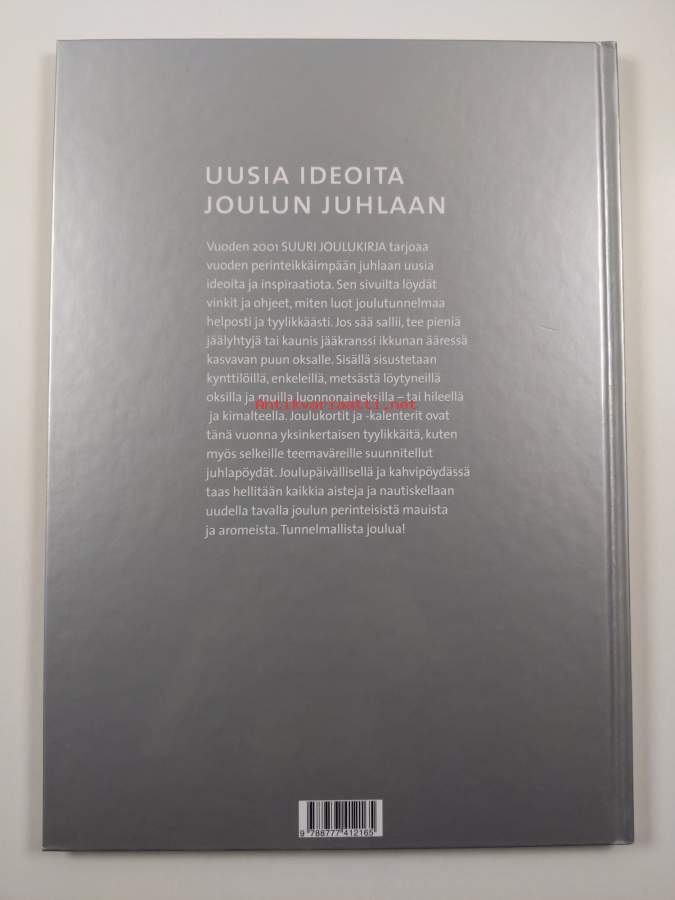 UUSIA IDEOITA
JOULUN JUHLAAN
Vuoden 2001 SUURI JOULUKIRJA tarjoaa
vuoden perinteikkäimpään juhlaan uusia
ideoita ja inspiraatiota. Sen sivuilta löydät
vinkit ja ohjeet, miten luot joulutunnelmaa
helposti ja tyylikkäästi. Jos sää sallii, tee pieniä
jäälyhtyjä tai kaunis jääkranssi ikkunan ääressä
kasvavan puun oksalle. Sisällä sisustetaan
kynttilöillä, enkeleillä, metsästä löytyneillä
oksilla ja muilla luonnonaineksilla – tai hileellä
Antikvariaatti.net
ja kimalteella. Joulukortit ja -kalenterit ovat
tänä vuonna yksinkertaisen tyylikkäitä, kuten
myös selkeille teemaväreille suunnitellut
juhlapöydät. Joulupäivällisellä ja kahvipöydässä
taas hellitään kaikkia aisteja ja nautiskellaan
uudella tavalla joulun perinteisistä mauista
ja aromeista. Tunnelmallista joulua!
9 788777 412165